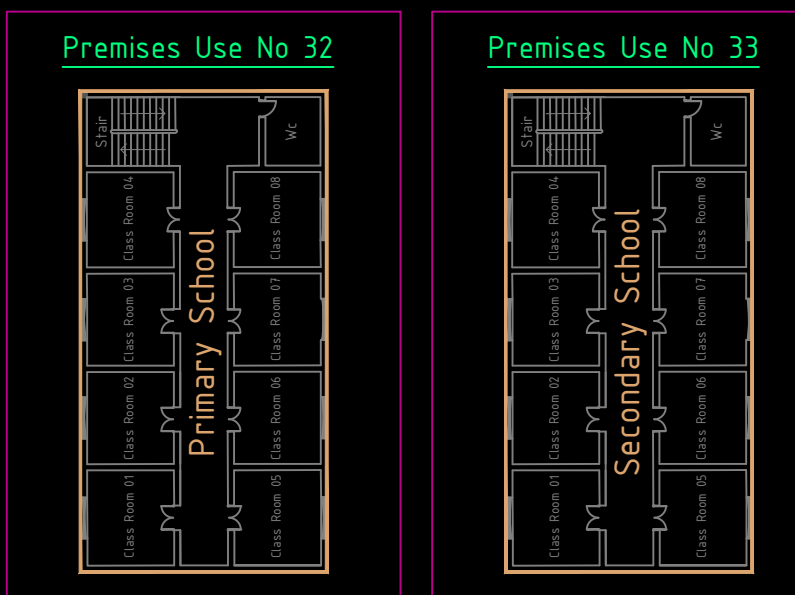 Premises Use No 32
Stair
Wc
Class Room 04
Class Room 08
Class Room 03
Class Room 07
Primary School
Class Room 02
Class Room 06
Class Room 01
Class Room 05
Premises Use No 33
Stair
Wc
Class Room 04
Class Room 08
Class Room 03
Class Room 07
Secondary School
Class Room 02
Class Room 06
Class Room 01
Class Room 05